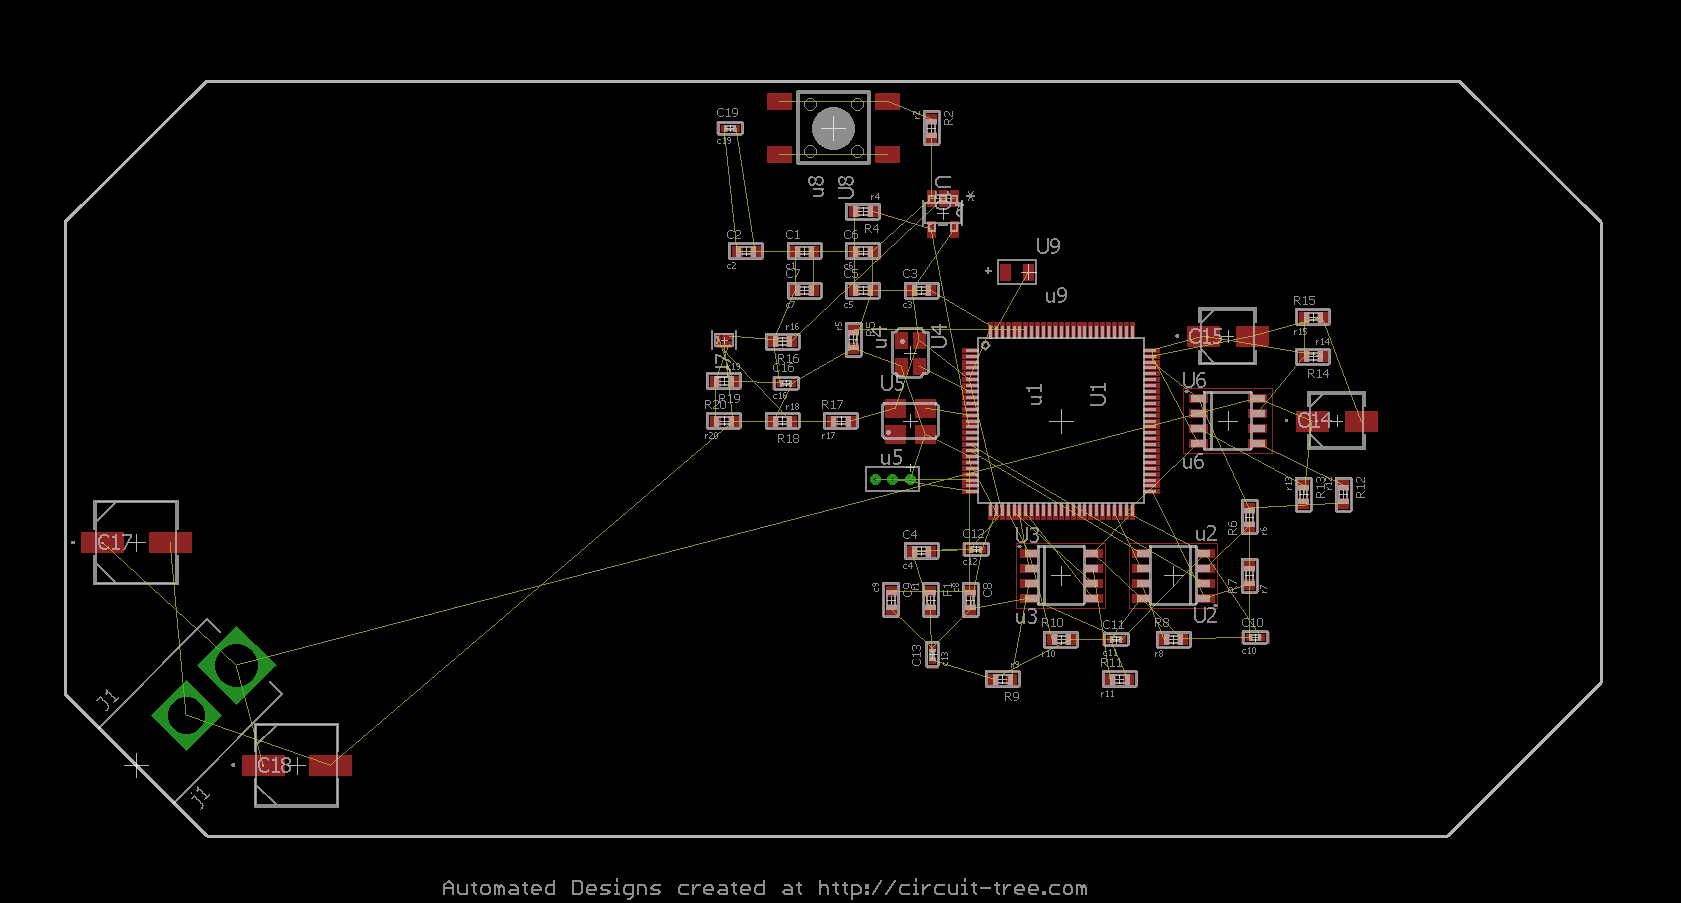 C19
c19
r2
R2
u8
U8
r4
R4
*
C2
c2
C1
c1
C6
c6
U9
u9
C7
c7
C5
c5
C3
c3
r5
R5
u4
U4
r16
R16
R15
r15
r14
R14
C15
r19
R19
C16
c16
U5
u5
u1
U1
U6
u6
C14
R20
r20
r18
R18
R17
r17
r13
R13
r12
R12
R6
r6
C17
C4
c4
C12
c12
U3
u3
u2
U2
c9
C9
f1
F1
c8
C8
R7
r7
R10
r10
C11
c11
R8
r8
C10
c10
C13
c13
r9
R9
R11
r11
J1
j1
C18
Automated Designs created at http://circuit-tree.com